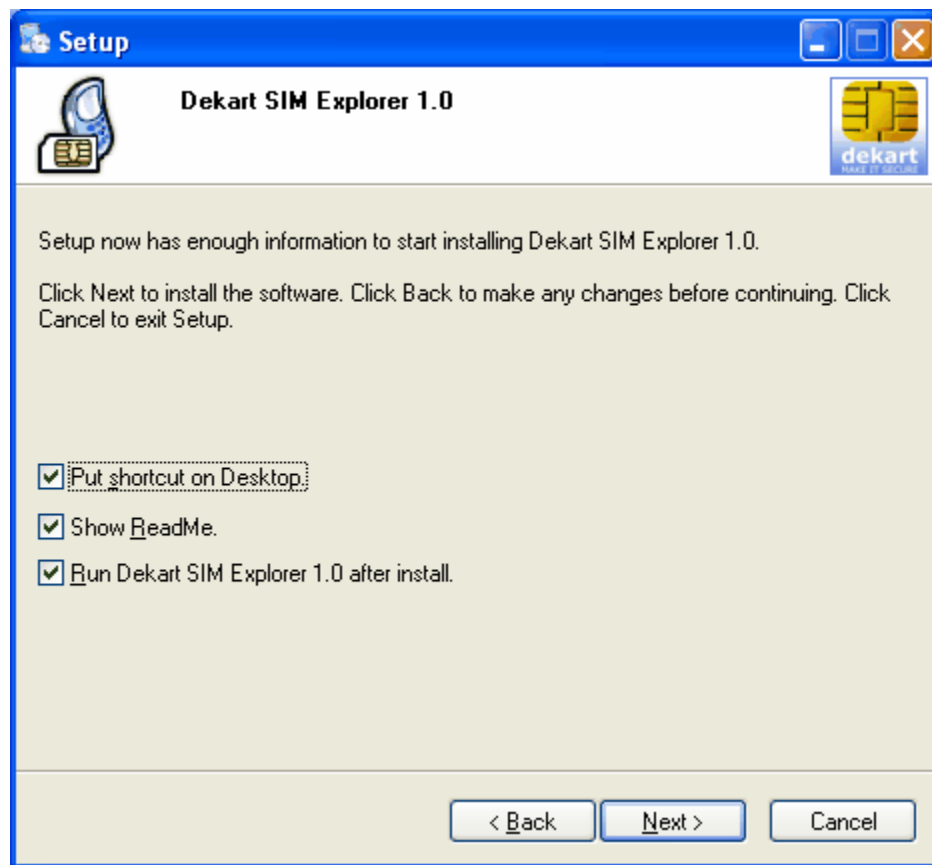 Setup
Dekart SIM Explorer 1.0
dekart
MAKE IT SECURE
Setup now has enough information to start installing Dekart SIM Explorer 1.0.
Click Next to install the software. Click Back to make any changes before continuing. Click
Cancel to exit Setup.
Put shortcut on Desktop.
Show ReadMe.
Run Dekart SIM Explorer 1.0 after install.
< Back Next > Cancel